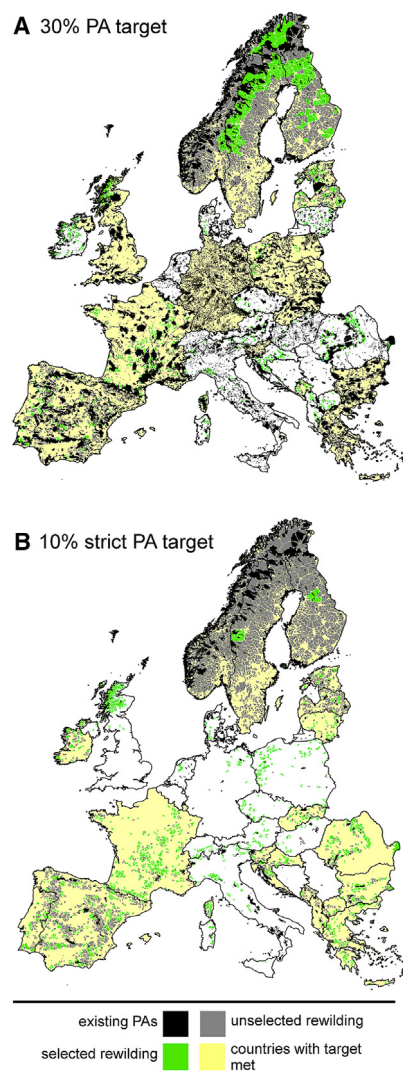 A 30% PA target
B 10% strict PA target
existing PAs
unselected rewilding
selected rewilding
countries with target
met